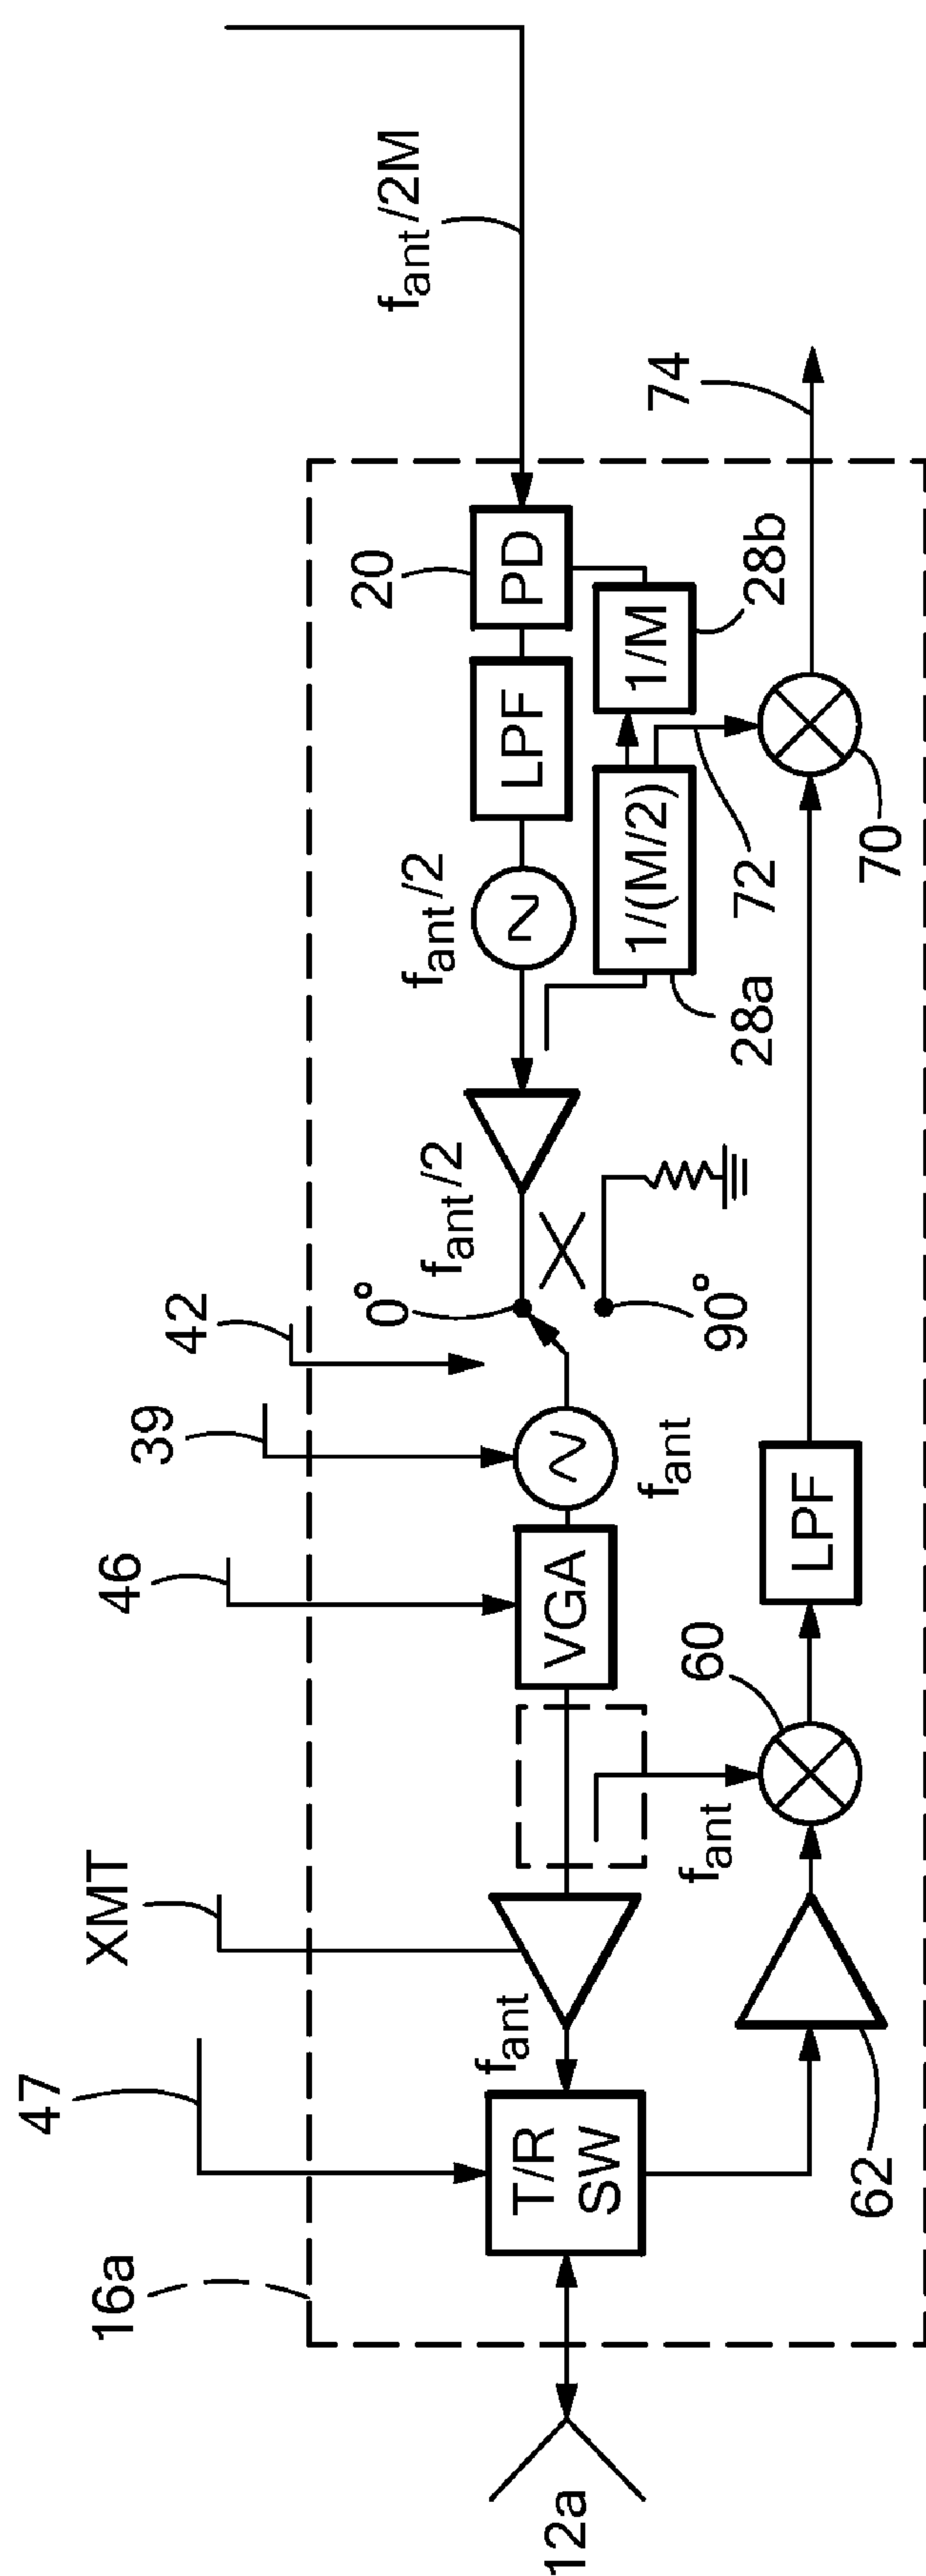 f_ant/2M
74
20
PD
LPF
f_ant/2
1/M
28b
1/(M/2)
72
70
28a
f_ant/2
0°
90°
42
39
f_ant
46
VGA
LPF
60
f_ant
XMT
f_ant
62
47
T/R
SW
16a
12a